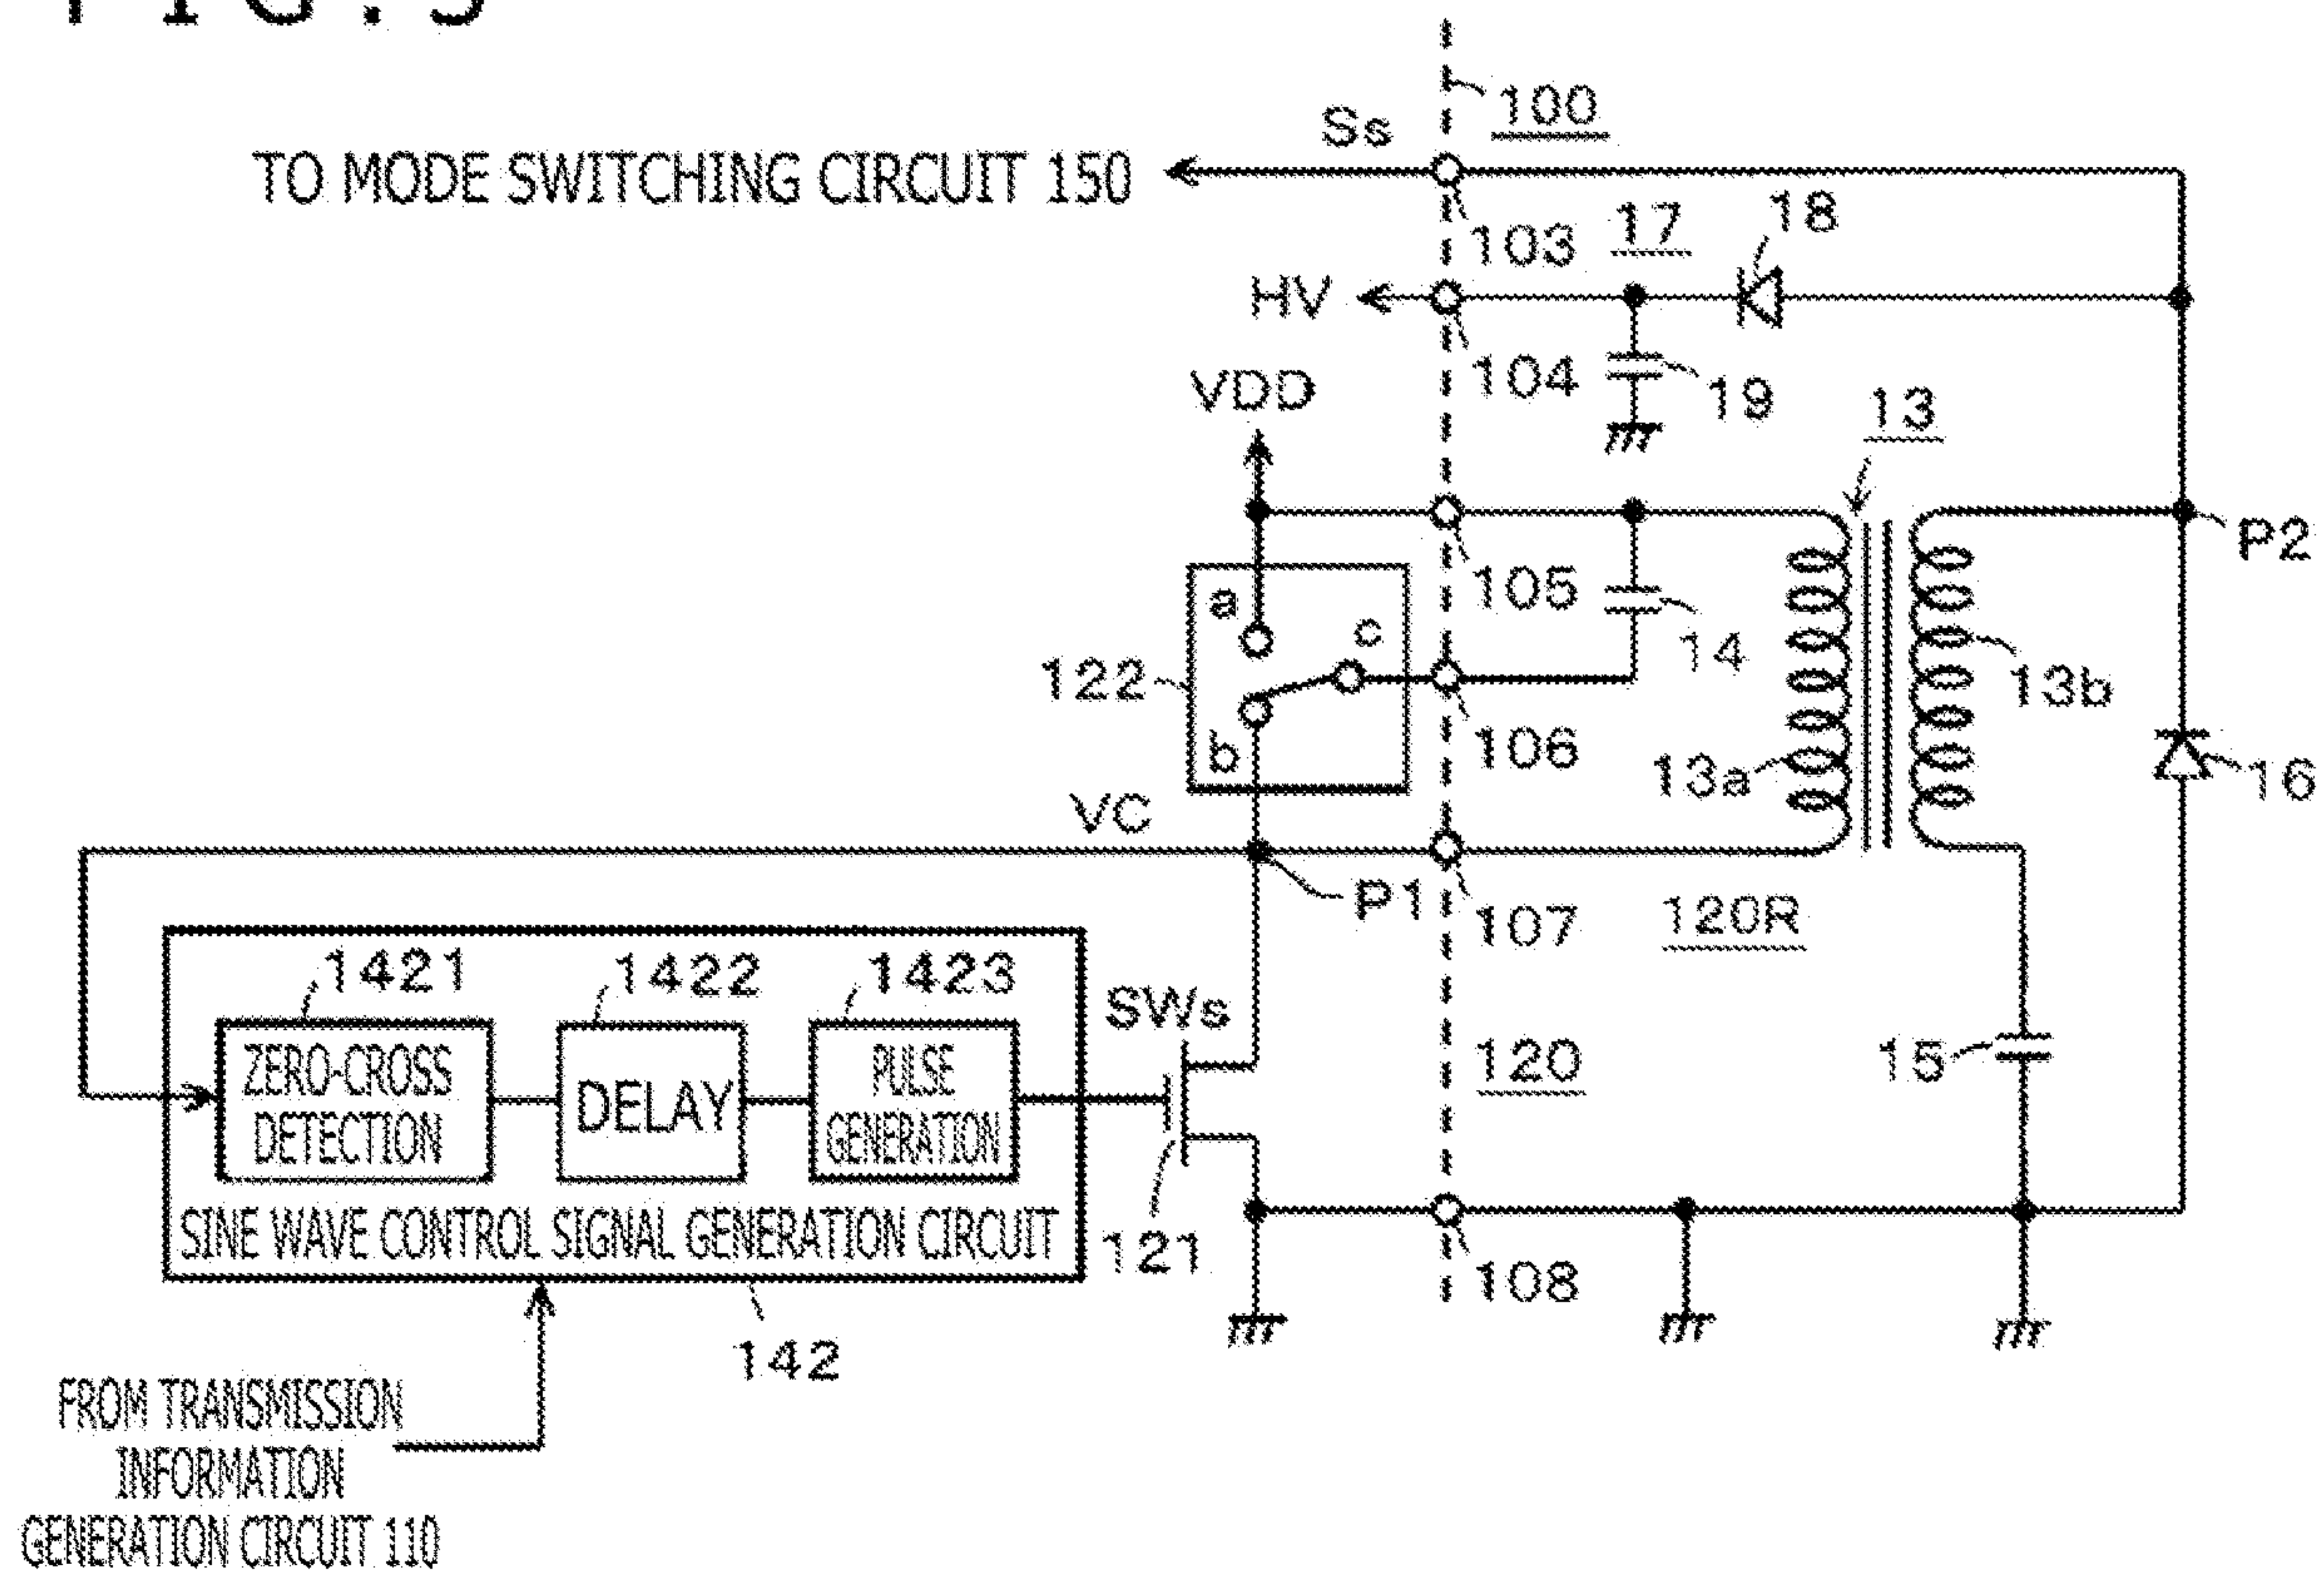 FIG.5
100
Ss
TO MODE SWITCHING CIRCUIT 150
103
17
18
HV
104
19
VDD
13
P2
a
105
c
14
122
13b
106
b
13a
16
VC
P1
107
120R
1421
1422
1423
SWs
ZERO-CROSS
DETECTION
DELAY
PULSE
GENERATION
120
15
SINE WAVE CONTROL SIGNAL GENERATION CIRCUIT
121
108
142
FROM TRANSMISSION
INFORMATION
GENERATION CIRCUIT 110